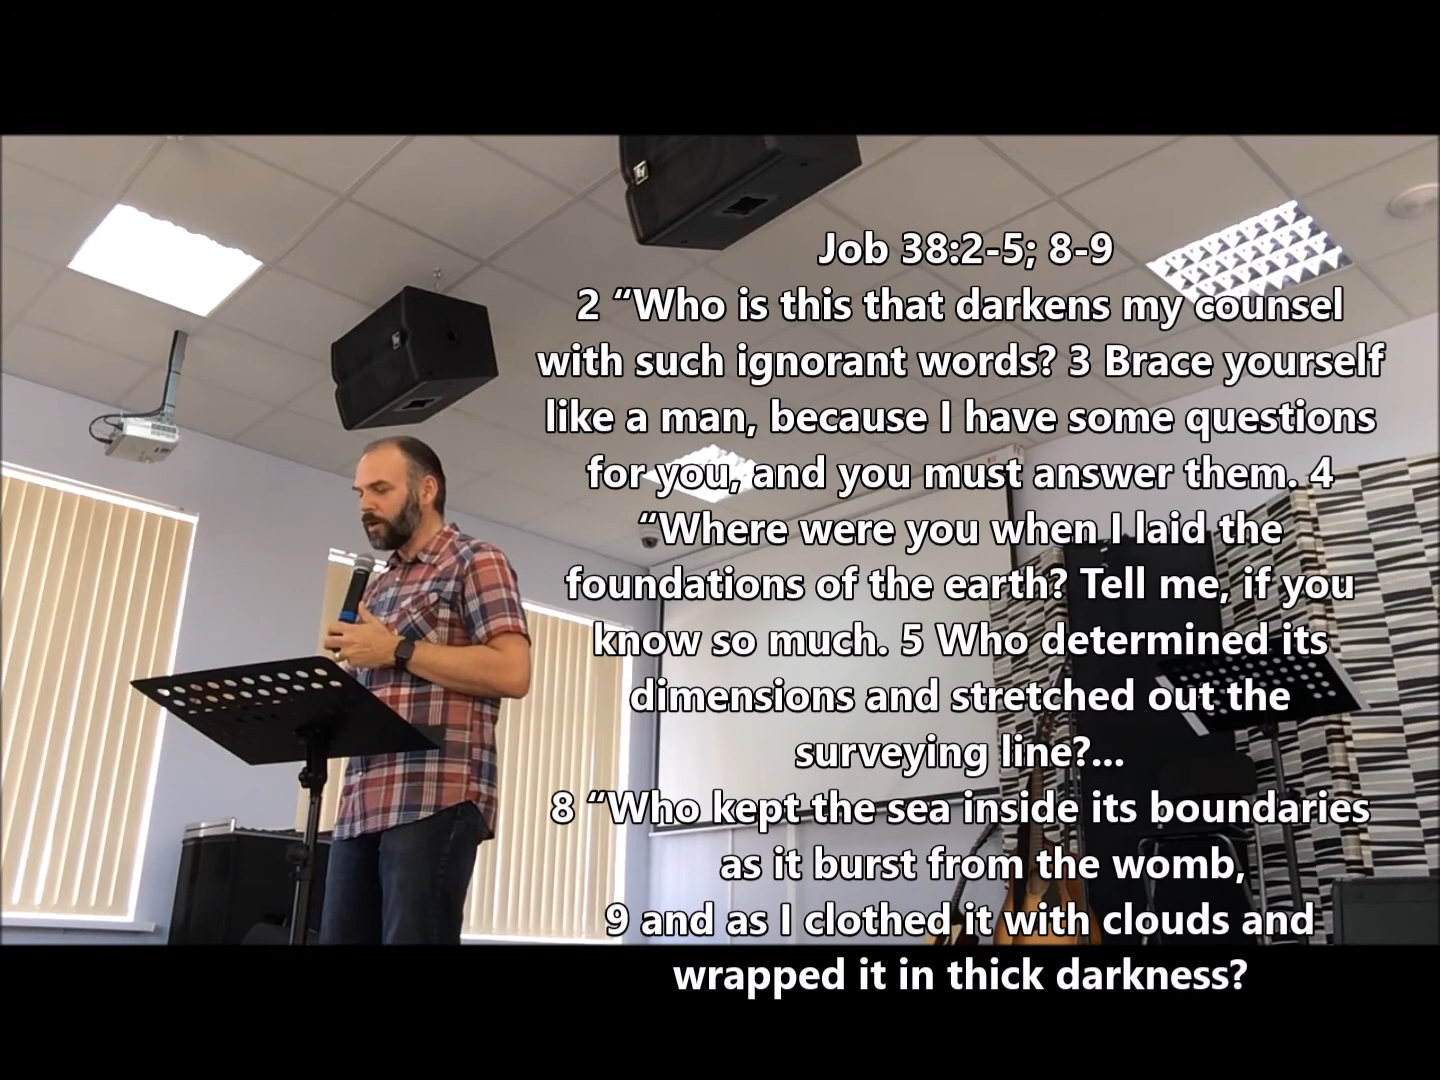 Job 38:2-5; 8-9
2 “Who is this that darkens my counsel
with such ignorant words? 3 Brace yourself
like a man, because I have some questions
for you, and you must answer them. 4
“Where were you when I laid the
foundations of the earth? Tell me, if you
know so much. 5 Who determined its
dimensions and stretched out the
surveying line?...
8 “Who kept the sea inside its boundaries
as it burst from the womb,
9 and as I clothed it with clouds and
wrapped it in thick darkness?